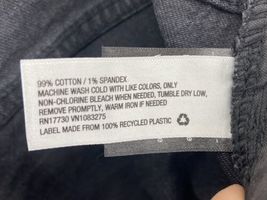 99% COTTON / 1% SPANDEX
MACHINE WASH COLD WITH LIKE COLORS, ONLY
NON-CHLORINE BLEACH WHEN NEEDED, TUMBLE DRY LOW,
REMOVE PROMPTLY, WARM IRON IF NEEDED
RN17730 VN1083275
LABEL MADE FROM 100% RECYCLED PLASTIC